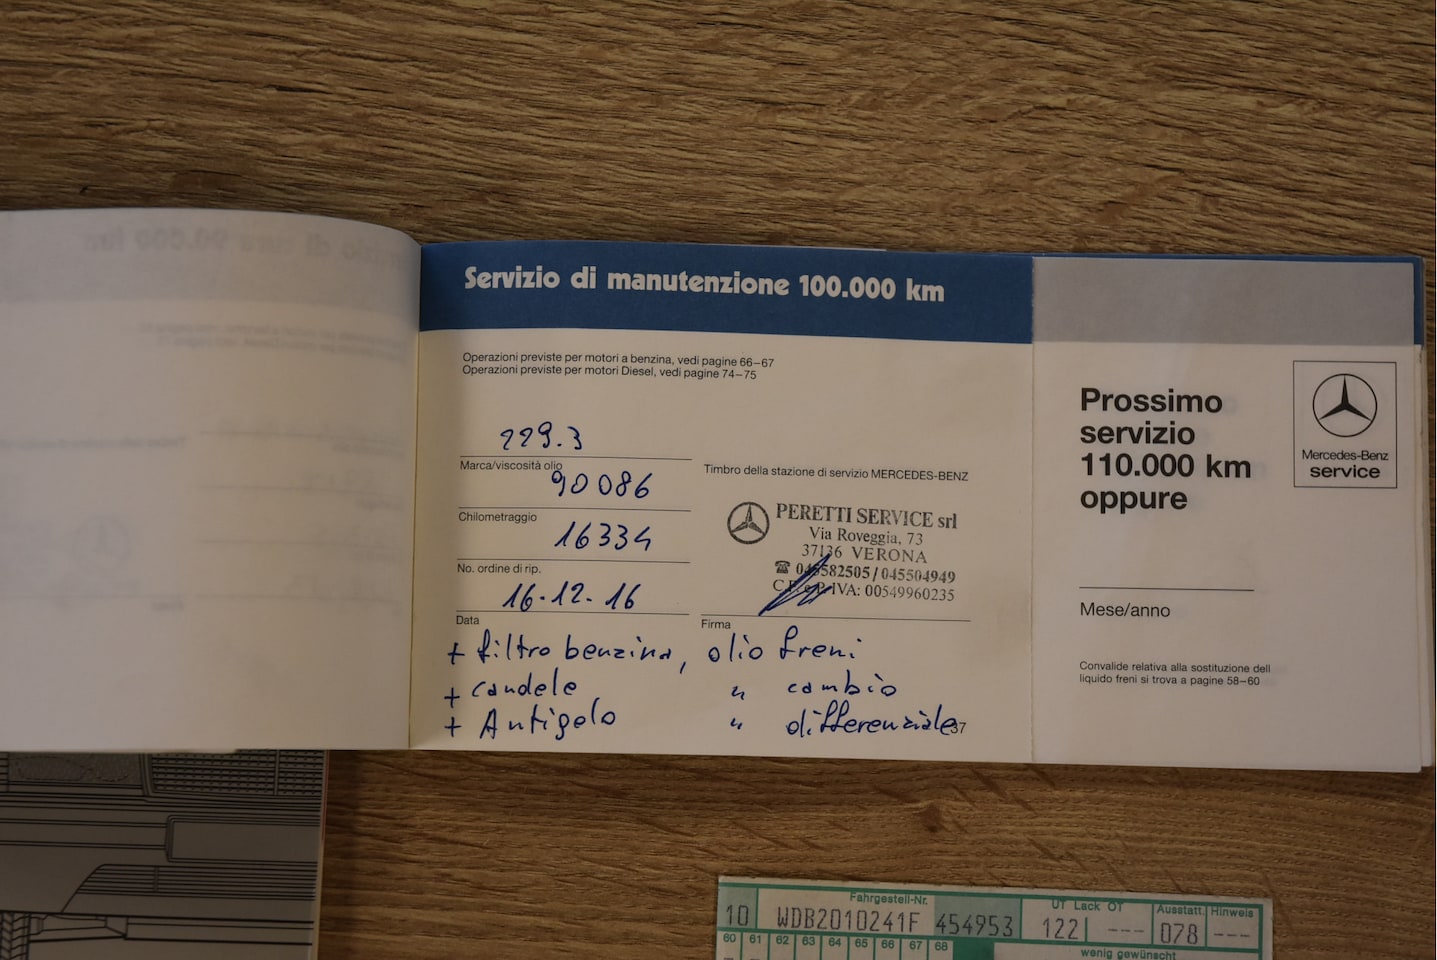 Servizio di manutenzione 100.000 km
Operazioni previste per motori a benzina, vedi pagine 66–67
Operazioni previste per motori Diesel, vedi pagine 74–75
229.3
Marca/viscosità olio
90086
Chilometraggio
16334
No. ordine di rip.
16-12-16
Data
Timbro della stazione di servizio MERCEDES-BENZ
PERETTI SERVICE srl
Via Roveggia, 73
37136 VERONA
☎ 045582505/045504949
C.F. e P. IVA: 00549960235
Firma
+ filtro benzina, olio freni
+ candele " cambio
+ Antigelo " differenziale
37
Prossimo
servizio
110.000 km
oppure
Mercedes-Benz
service
Mese/anno
Convalide relativa alla sostituzione dell
liquido freni si trova a pagine 58–60
Fahrgestell-Nr. UT Lack OT Ausstatt. Hinweis
10 WDB2010241F 454953 122 --- 078 ---
60 61 62 63 64 65 66 67 68
wenig gewünscht